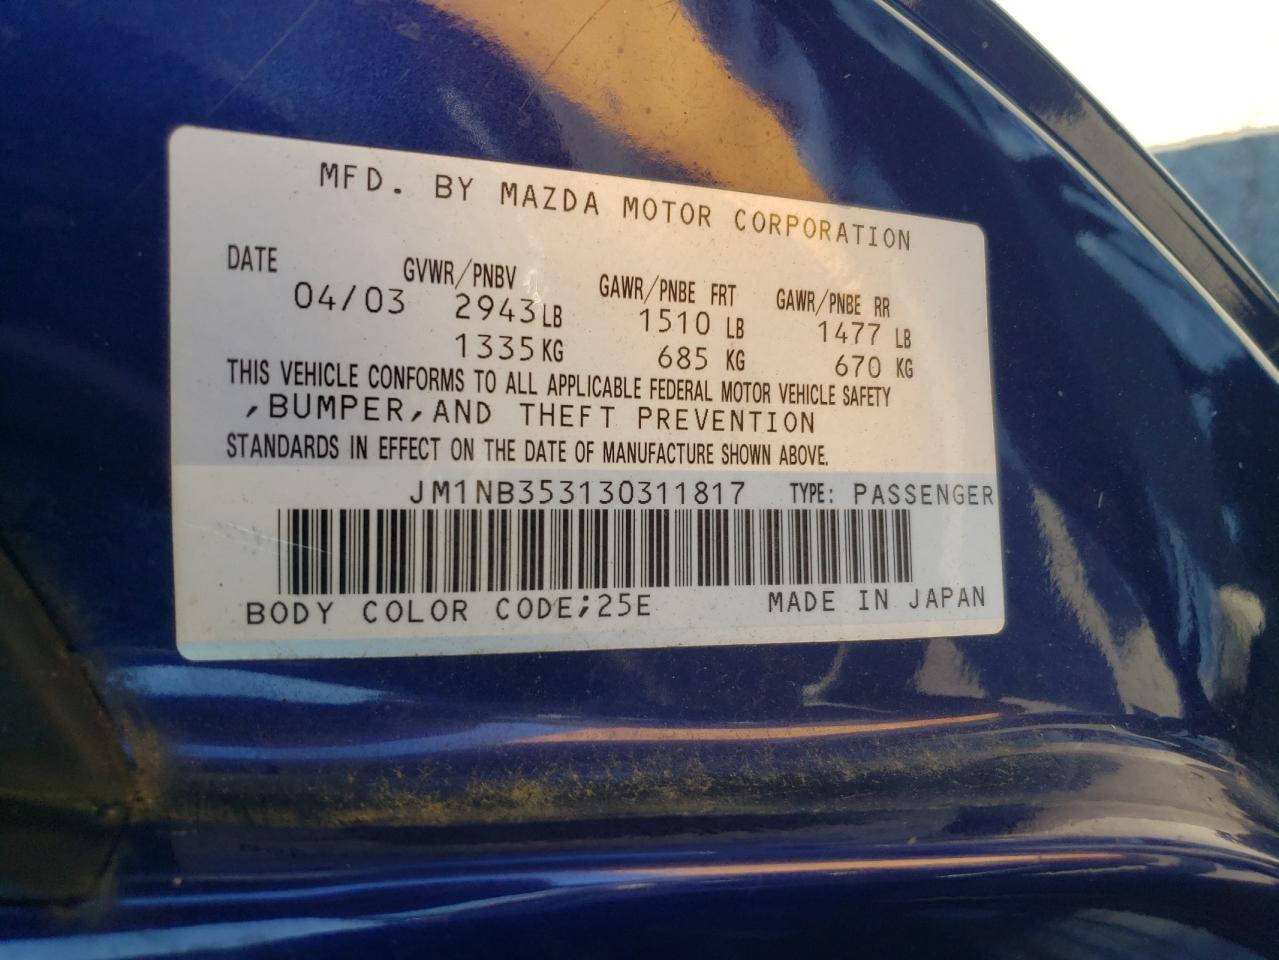 MFD. BY MAZDA MOTOR CORPORATION
DATE GVWR/PNBV GAWR/PNBE FRT GAWR/PNBE RR
04/03 2943 LB 1510 LB 1477 LB
1335 KG 685 KG 670 KG
THIS VEHICLE CONFORMS TO ALL APPLICABLE FEDERAL MOTOR VEHICLE SAFETY
,BUMPER,AND THEFT PREVENTION
STANDARDS IN EFFECT ON THE DATE OF MANUFACTURE SHOWN ABOVE.
JM1NB353130311817 TYPE: PASSENGER
BODY COLOR CODE;25E MADE IN JAPAN